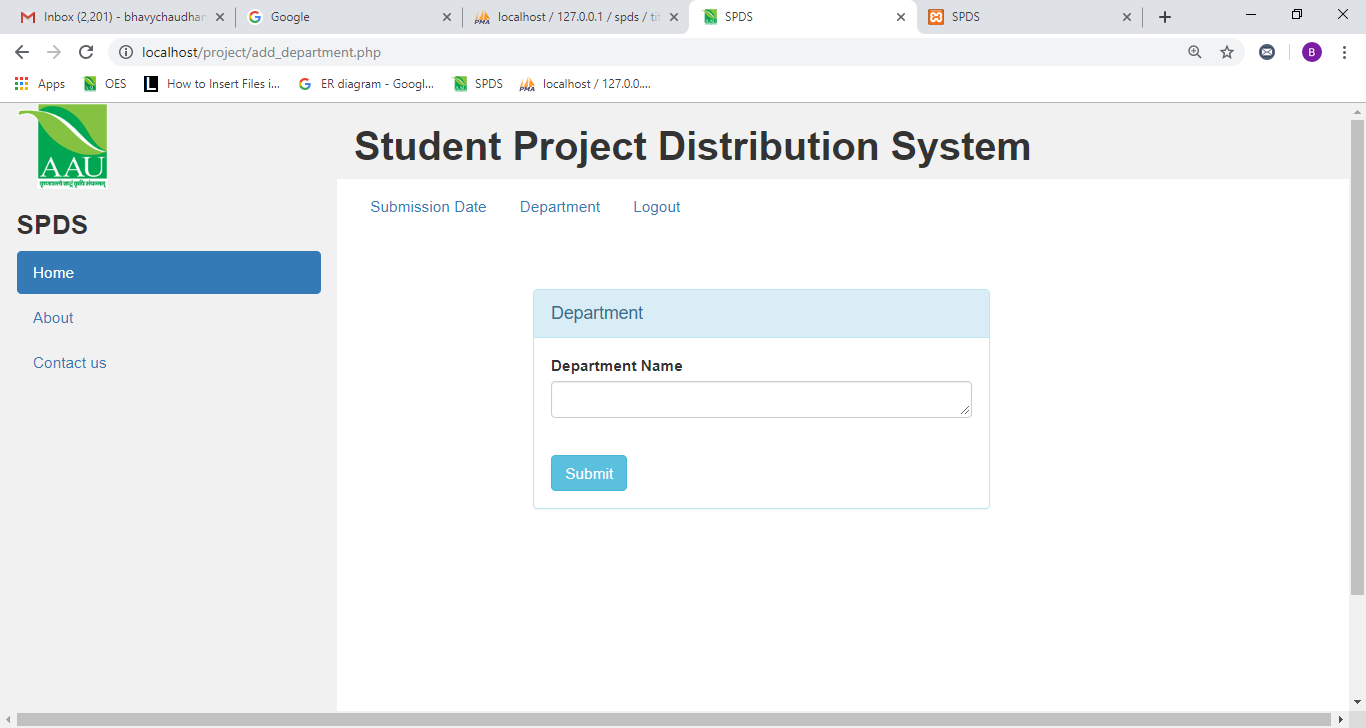 Inbox (2,201) - bhavychaudhar
Google
localhost / 127.0.0.1 / spds / tit
SPDS
SPDS
localhost/project/add_department.php
B
Apps
OES
How to Insert Files i...
ER diagram - Googl...
SPDS
localhost / 127.0.0....
AAU
Student Project Distribution System
SPDS
Submission Date
Department
Logout
Home
About
Contact us
Department
Department Name
Submit